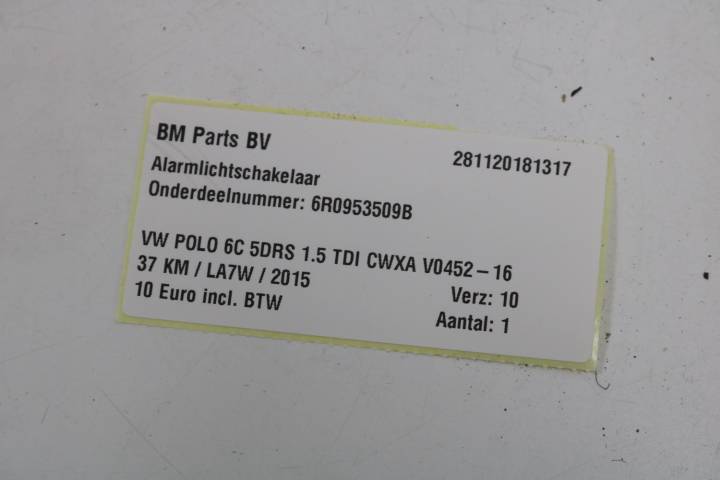 BM Parts BV 281120181317
Alarmlichtschakelaar
Onderdeelnummer: 6R0953509B
VW POLO 6C 5DRS 1.5 TDI CWXA V0452-16
37 KM / LA7W / 2015 Verz: 10
10 Euro incl. BTW Aantal: 1